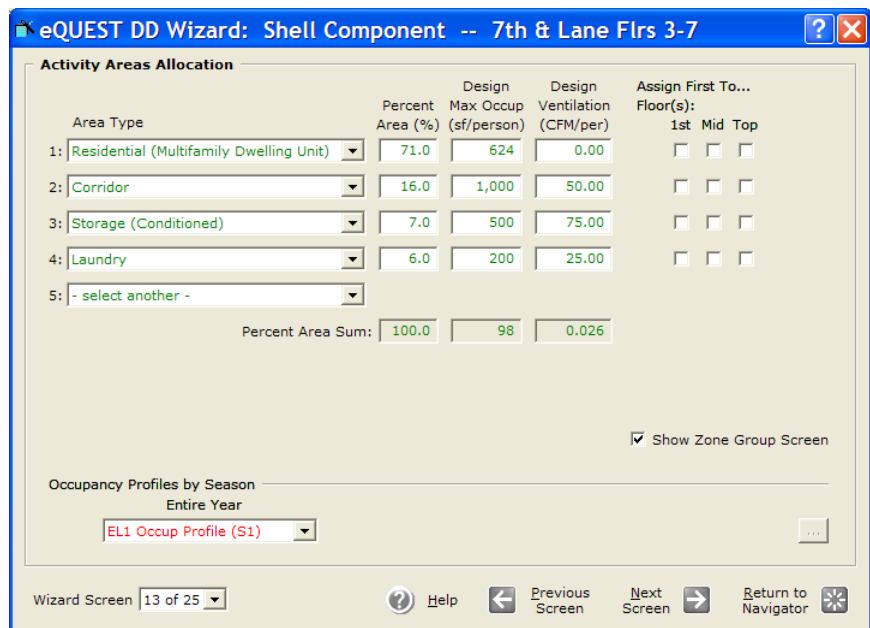 eQUEST DD Wizard: Shell Component -- 7th & Lane Flrs 3-7
Activity Areas Allocation
Area Type
Percent Area (%)
Design Max Occup (sf/person)
Design Ventilation (CFM/per)
Assign First To... Floor(s):
1st Mid Top
1: Residential (Multifamily Dwelling Unit) 71.0 624 0.00
2: Corridor 16.0 1,000 50.00
3: Storage (Conditioned) 7.0 500 75.00
4: Laundry 6.0 200 25.00
5: - select another -
Percent Area Sum: 100.0 98 0.026
Show Zone Group Screen
Occupancy Profiles by Season
Entire Year
EL1 Occup Profile (S1)
...
Wizard Screen 13 of 25
? Help
Previous Screen
Next Screen
Return to Navigator